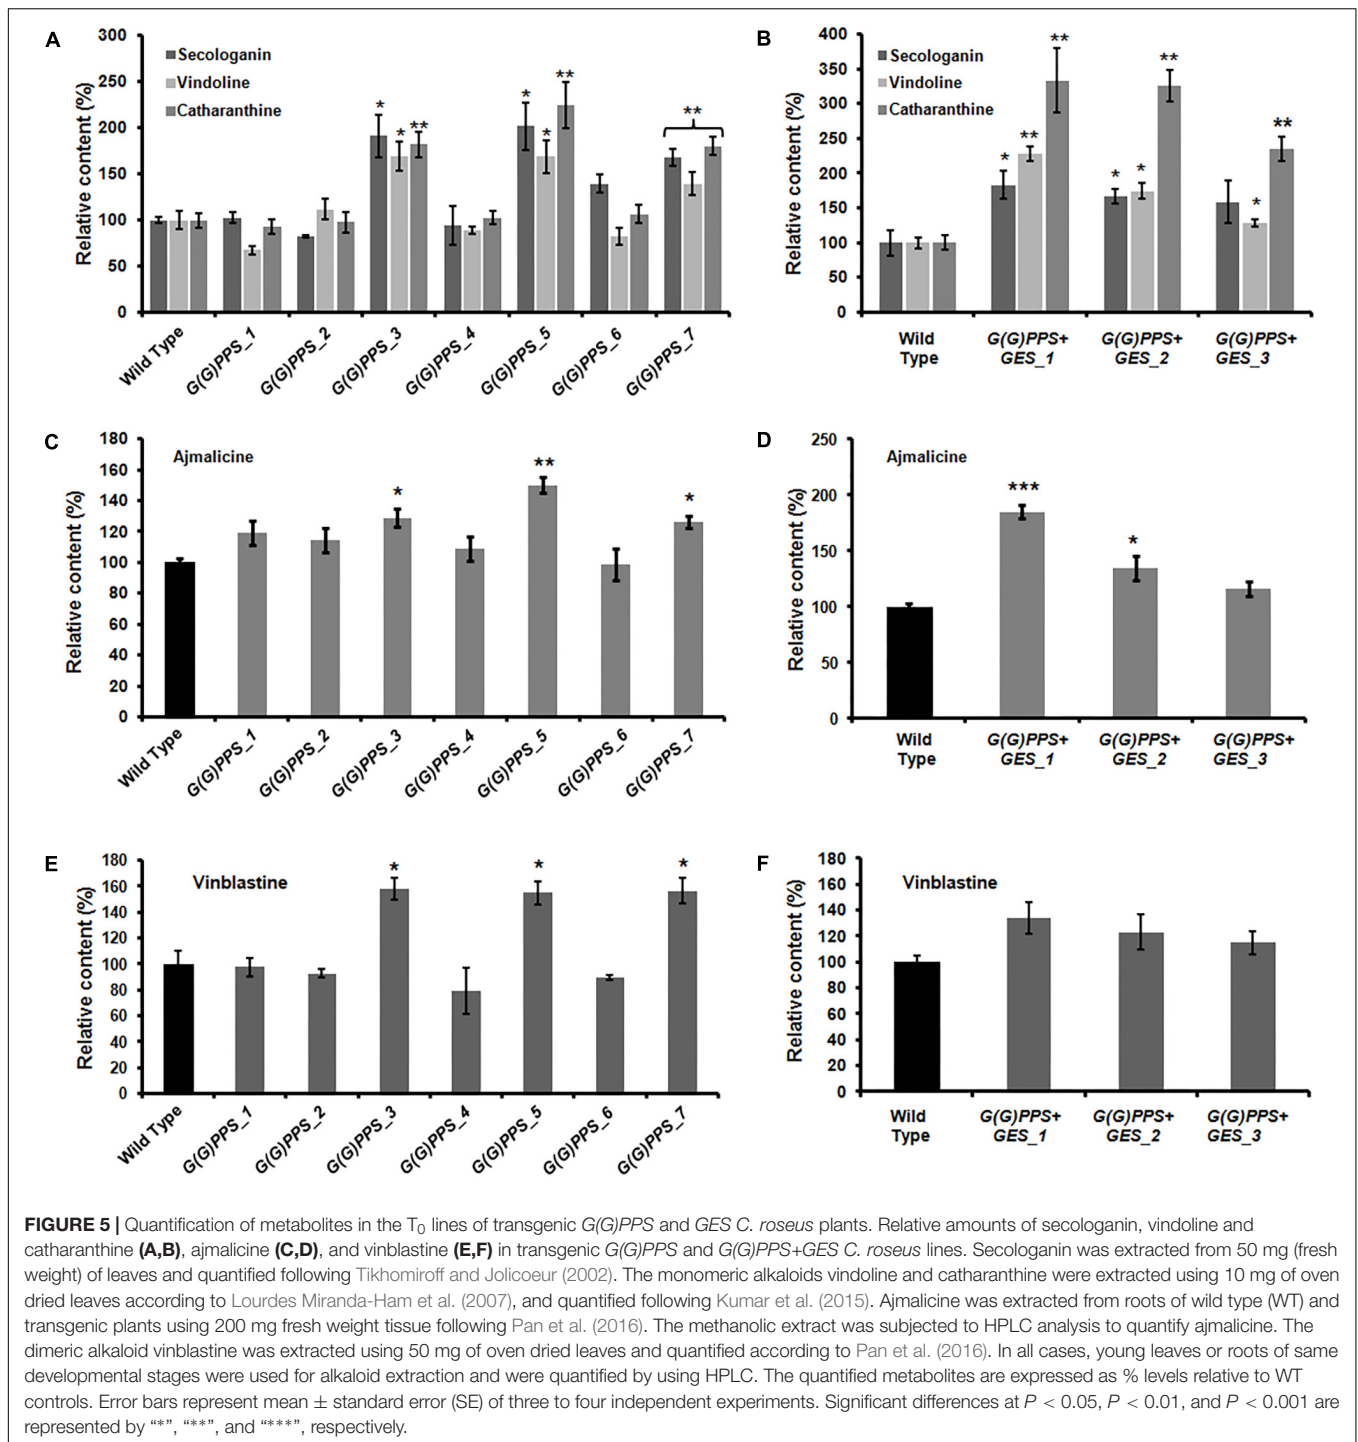 A
300
250
200
150
100
50
0
Relative content (%)
Secologanin
Vindoline
Catharanthine
*
*
**
*
*
**
**
Wild Type
G(G)PPS_1
G(G)PPS_2
G(G)PPS_3
G(G)PPS_4
G(G)PPS_5
G(G)PPS_6
G(G)PPS_7
B
400
350
300
250
200
150
100
50
0
Relative content (%)
Secologanin
Vindoline
Catharanthine
*
**
**
*
*
**
*
**
Wild
Type
G(G)PPS+
GES_1
G(G)PPS+
GES_2
G(G)PPS+
GES_3
C
180
160
140
120
100
80
60
40
20
0
Relative content (%)
Ajmalicine
*
**
*
Wild Type
G(G)PPS_1
G(G)PPS_2
G(G)PPS_3
G(G)PPS_4
G(G)PPS_5
G(G)PPS_6
G(G)PPS_7
D
250
200
150
100
50
0
Relative content (%)
Ajmalicine
***
*
Wild
Type
G(G)PPS+
GES_1
G(G)PPS+
GES_2
G(G)PPS+
GES_3
E
180
160
140
120
100
80
60
40
20
0
Relative content (%)
Vinblastine
*
*
*
Wild Type
G(G)PPS_1
G(G)PPS_2
G(G)PPS_3
G(G)PPS_4
G(G)PPS_5
G(G)PPS_6
G(G)PPS_7
F
180
160
140
120
100
80
60
40
20
0
Relative content (%)
Vinblastine
Wild
Type
G(G)PPS+
GES_1
G(G)PPS+
GES_2
G(G)PPS+
GES_3
FIGURE 5 | Quantification of metabolites in the T0 lines of transgenic G(G)PPS and GES C. roseus plants. Relative amounts of secologanin, vindoline and
catharanthine (A,B), ajmalicine (C,D), and vinblastine (E,F) in transgenic G(G)PPS and G(G)PPS+GES C. roseus lines. Secologanin was extracted from 50 mg (fresh
weight) of leaves and quantified following Tikhomiroff and Jolicoeur (2002). The monomeric alkaloids vindoline and catharanthine were extracted using 10 mg of oven
dried leaves according to Lourdes Miranda-Ham et al. (2007), and quantified following Kumar et al. (2015). Ajmalicine was extracted from roots of wild type (WT) and
transgenic plants using 200 mg fresh weight tissue following Pan et al. (2016). The methanolic extract was subjected to HPLC analysis to quantify ajmalicine. The
dimeric alkaloid vinblastine was extracted using 50 mg of oven dried leaves and quantified according to Pan et al. (2016). In all cases, young leaves or roots of same
developmental stages were used for alkaloid extraction and were quantified by using HPLC. The quantified metabolites are expressed as % levels relative to WT
controls. Error bars represent mean ± standard error (SE) of three to four independent experiments. Significant differences at P < 0.05, P < 0.01, and P < 0.001 are
represented by “*”, “**”, and “***”, respectively.